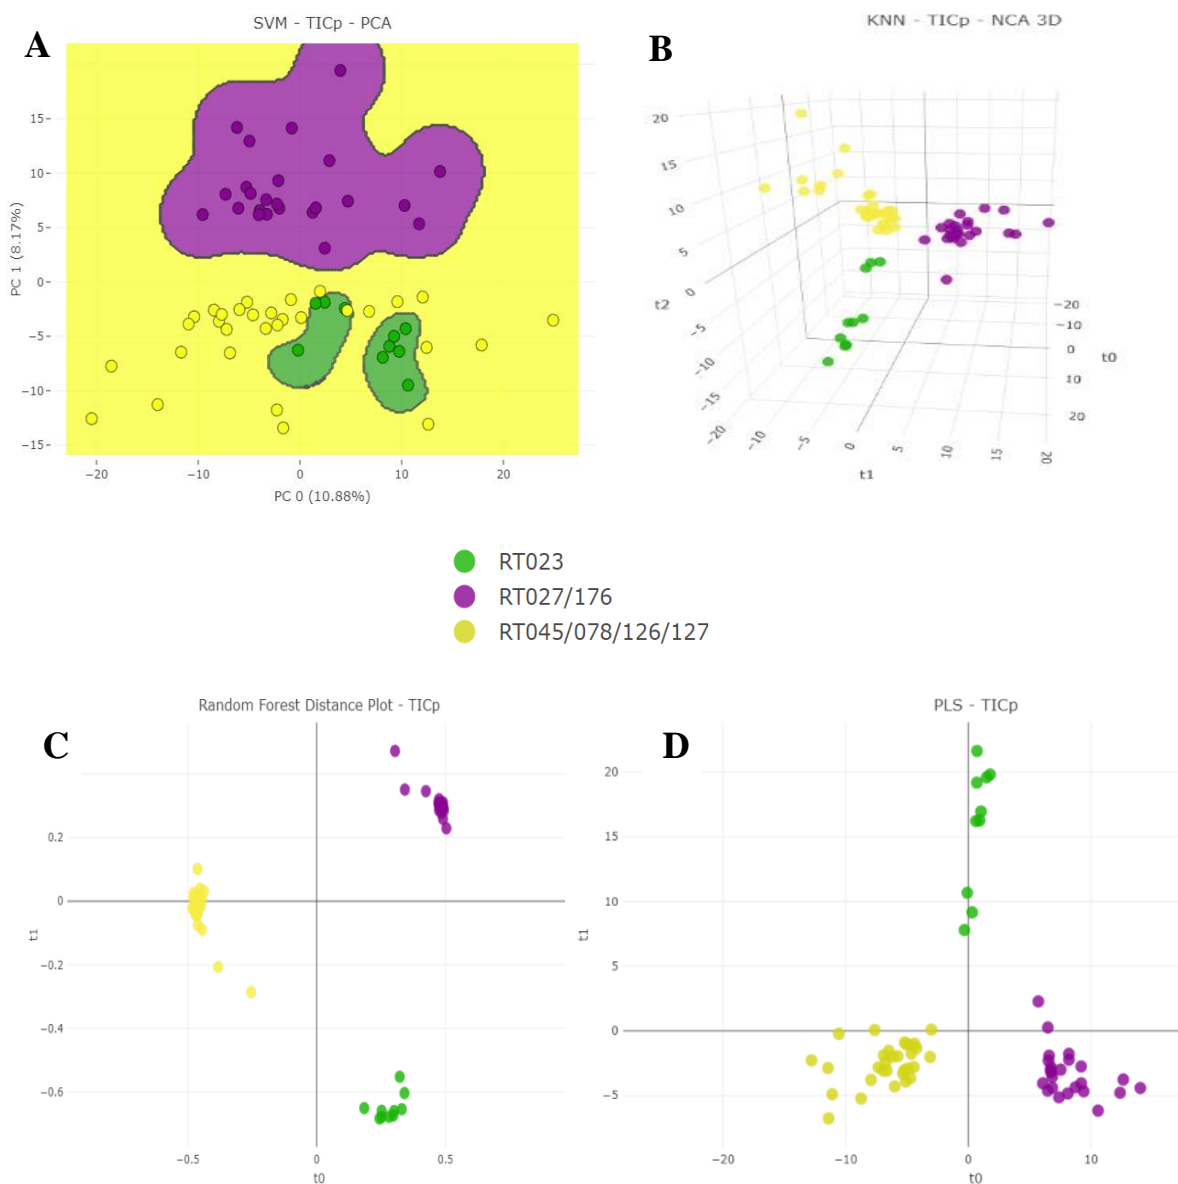 SVM - TICp - PCA
A
15
10
5
0
−5
−10
−15
PC 1 (8.17%)
−20
−10
0
10
20
PC 0 (10.88%)
KNN - TICp - NCA 3D
B
20
15
10
5
0
−5
−10
−15
−20
t2
−20
−10
0
10
20
t0
−10
−5
0
5
10
15
20
t1
RT023
RT027/176
RT045/078/126/127
Random Forest Distance Plot - TICp
C
0.2
0
−0.2
−0.4
−0.6
t1
−0.5
0
0.5
t0
PLS - TICp
D
20
15
10
5
0
−5
t1
−20
−10
0
10
t0